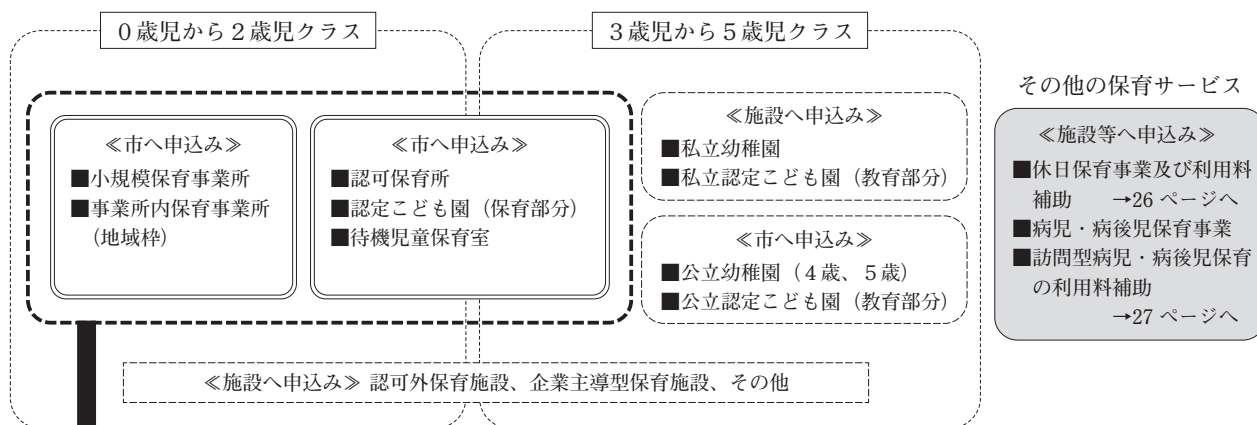 0歳児から2歳児クラス
3歳児から5歳児クラス
≪市へ申込み≫
■小規模保育事業所
■事業所内保育事業所
(地域枠)
≪市へ申込み≫
■認可保育所
■認定こども園(保育部分)
■待機児童保育室
≪施設へ申込み≫
■私立幼稚園
■私立認定こども園(教育部分)
≪市へ申込み≫
■公立幼稚園(4歳、5歳)
■公立認定こども園(教育部分)
≪施設へ申込み≫ 認可外保育施設、企業主導型保育施設、その他
その他の保育サービス
≪施設等へ申込み≫
■休日保育事業及び利用料
補助 →26 ページへ
■病児・病後児保育事業
■訪問型病児・病後児保育
の利用料補助
→27 ページへ